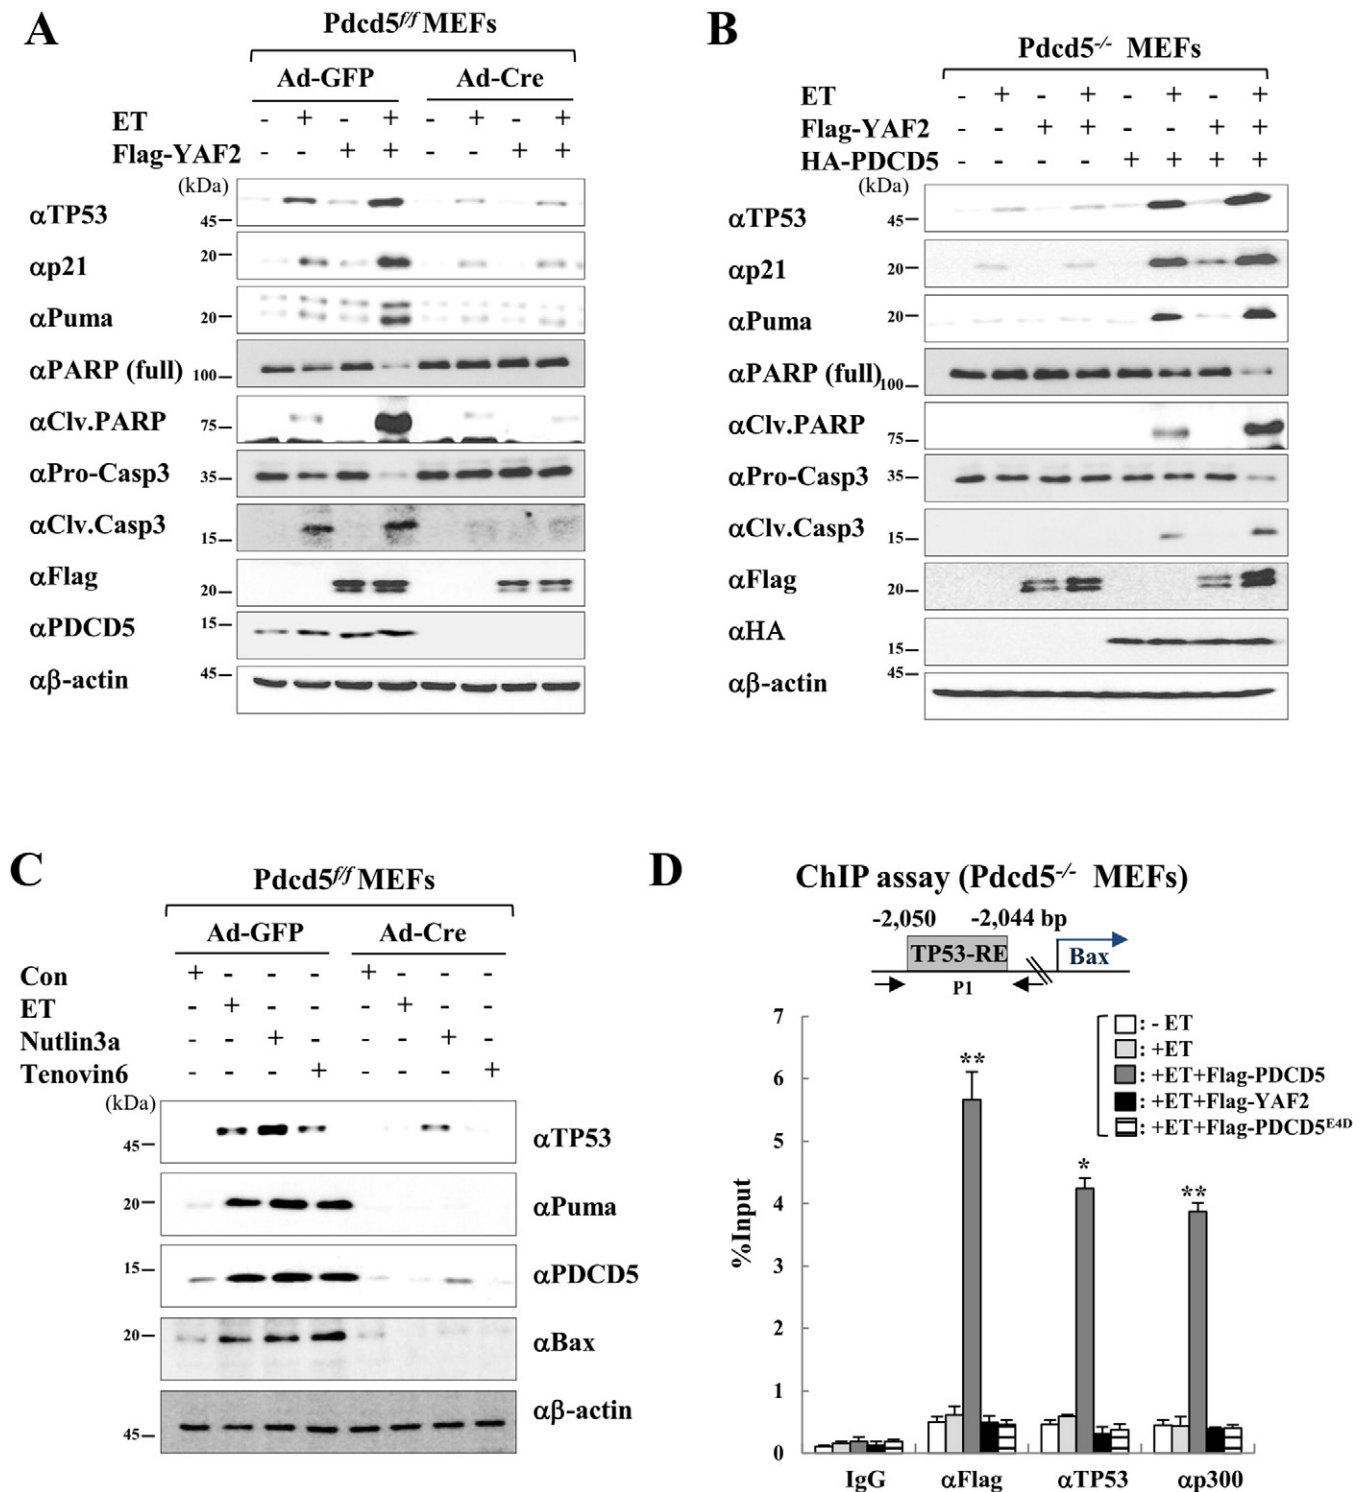 A
Pdcd5f/f MEFs
Ad-GFP Ad-Cre
ET - + - + - + - +
Flag-YAF2 - - + + - - + +
(kDa)
αTP53 45
αp21 20
αPuma 20
αPARP (full) 100
αClv.PARP 75
αPro-Casp3 35
αClv.Casp3 15
αFlag 20
αPDCD5 15
αβ-actin 45
B
Pdcd5-/- MEFs
ET - + - + - + - +
Flag-YAF2 - - + + - - + +
HA-PDCD5 - - - - + + + +
(kDa)
αTP53 45
αp21 20
αPuma 20
αPARP (full) 100
αClv.PARP 75
αPro-Casp3 35
αClv.Casp3 15
αFlag 20
αHA 15
αβ-actin 45
C
Pdcd5f/f MEFs
Ad-GFP Ad-Cre
Con + - - - + - - -
ET - + - - - + - -
Nutlin3a - - + - - - + -
Tenovin6 - - - + - - - +
(kDa)
45 αTP53
20 αPuma
15 αPDCD5
20 αBax
45 αβ-actin
D
ChIP assay (Pdcd5-/- MEFs)
-2,050 -2,044 bp
TP53-RE Bax
P1
: - ET
: +ET
: +ET+Flag-PDCD5
: +ET+Flag-YAF2
: +ET+Flag-PDCD5E4D
%Input
7
6
5
4
3
2
1
0
** * **
IgG αFlag αTP53 αp300